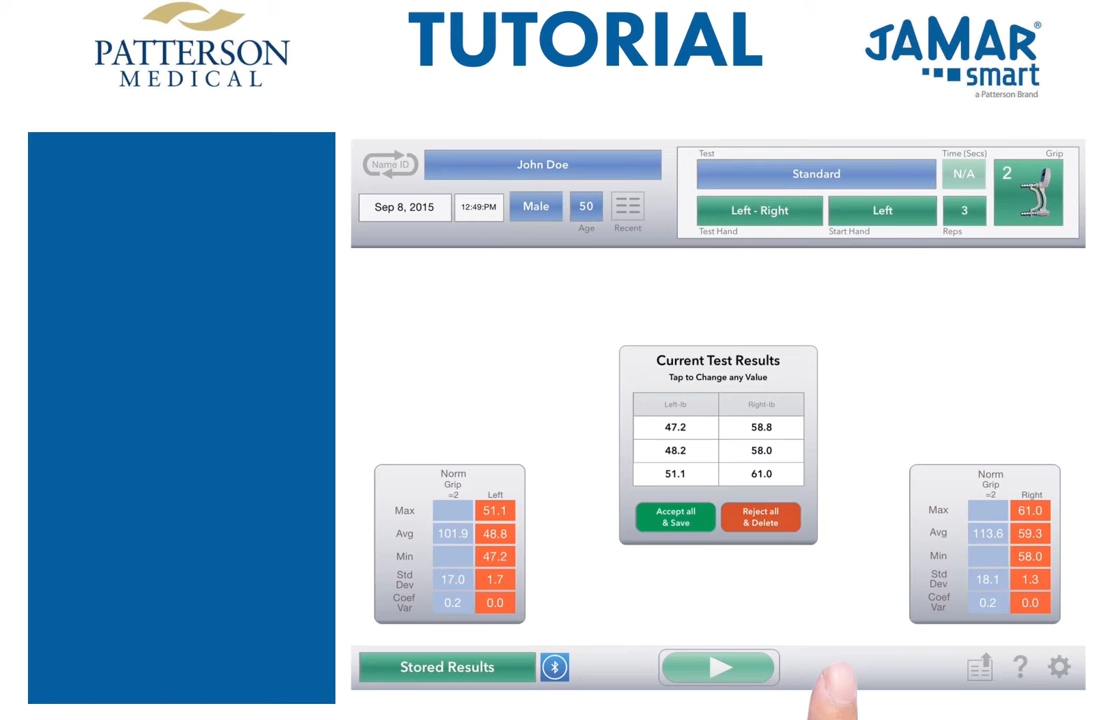 PATTERSON
MEDICAL
TUTORIAL
JAMAR®
smart
a Patterson Brand
Name ID
John Doe
Sep 8, 2015
12:49:PM
Male
50
Age
Recent
Test
Time (Secs)
Grip
Standard
N/A
2
Left - Right
Left
3
Test Hand
Start Hand
Reps
Current Test Results
Tap to Change any Value
Left-lb Right-lb
47.2 58.8
48.2 58.0
51.1 61.0
Accept all
& Save
Reject all
& Delete
Norm
Grip
=2 Left
Max 51.1
Avg 101.9 48.8
Min 47.2
Std
Dev 17.0 1.7
Coef
Var 0.2 0.0
Norm
Grip
=2 Right
Max 61.0
Avg 113.6 59.3
Min 58.0
Std
Dev 18.1 1.3
Coef
Var 0.2 0.0
Stored Results
?